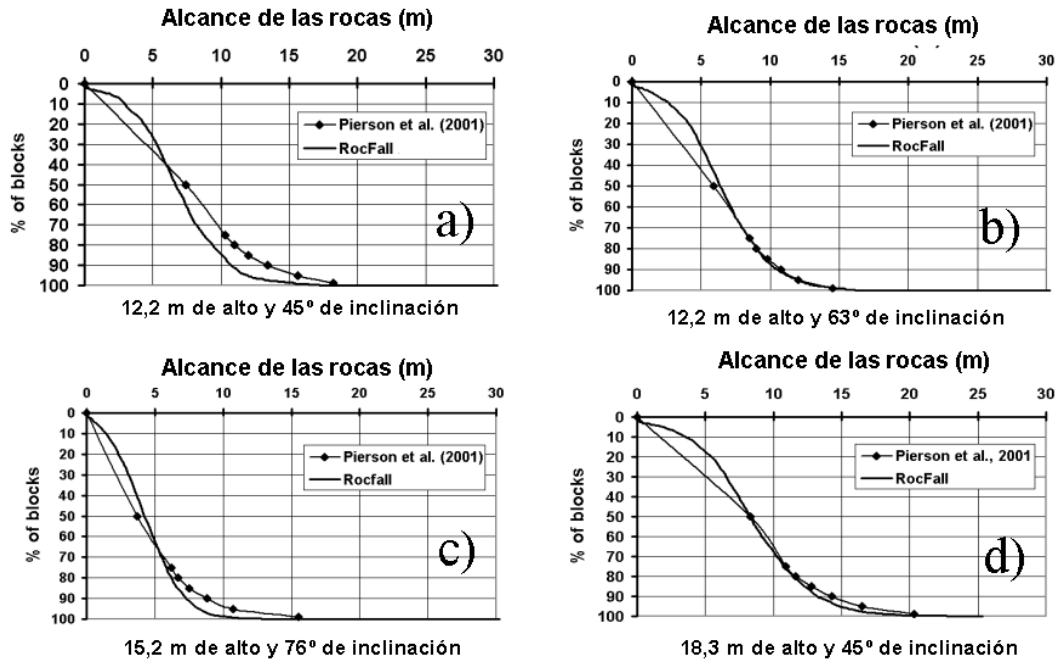 Alcance de las rocas (m)
0 5 10 15 20 25 30
0
10
20
30
40
50
60
70
80
90
100
% of blocks
Pierson et al. (2001)
RocFall
a)
12,2 m de alto y 45º de inclinación
Alcance de las rocas (m)
0 5 10 15 20 25 30
0
10
20
30
40
50
60
70
80
90
100
% of blocks
Pierson et al. (2001)
RocFall
b)
12,2 m de alto y 63º de inclinación
Alcance de las rocas (m)
0 5 10 15 20 25 30
0
10
20
30
40
50
60
70
80
90
100
% of blocks
Pierson et al. (2001)
Rocfall
c)
15,2 m de alto y 76º de inclinación
Alcance de las rocas (m)
0 5 10 15 20 25 30
0
10
20
30
40
50
60
70
80
90
100
% of blocks
Pierson et al., 2001
RocFall
d)
18,3 m de alto y 45º de inclinación